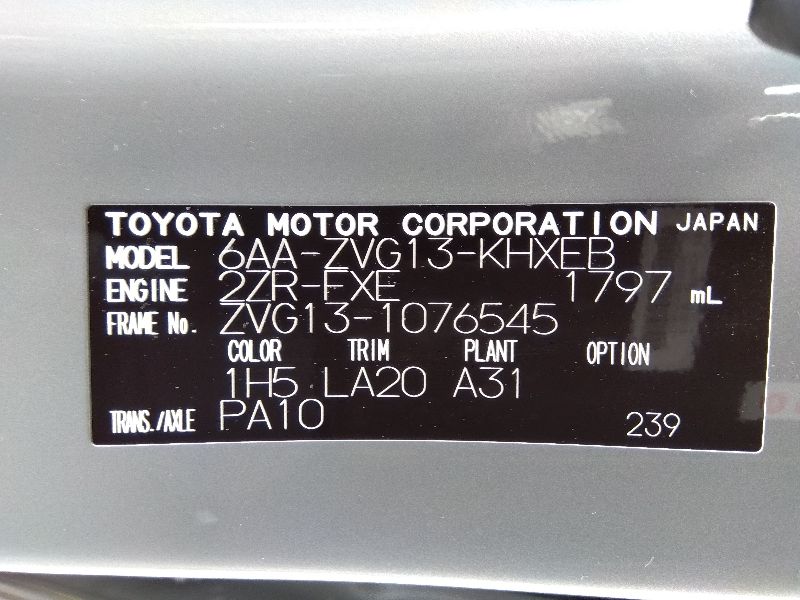 TOYOTA MOTOR CORPORATION JAPAN
MODEL 6AA-ZVG13-KHXEB
ENGINE 2ZR-FXE 1797 mL
FRAME No. ZVG13-1076545
COLOR TRIM PLANT OPTION
1H5 LA20 A31
TRANS./AXLE PA10 239